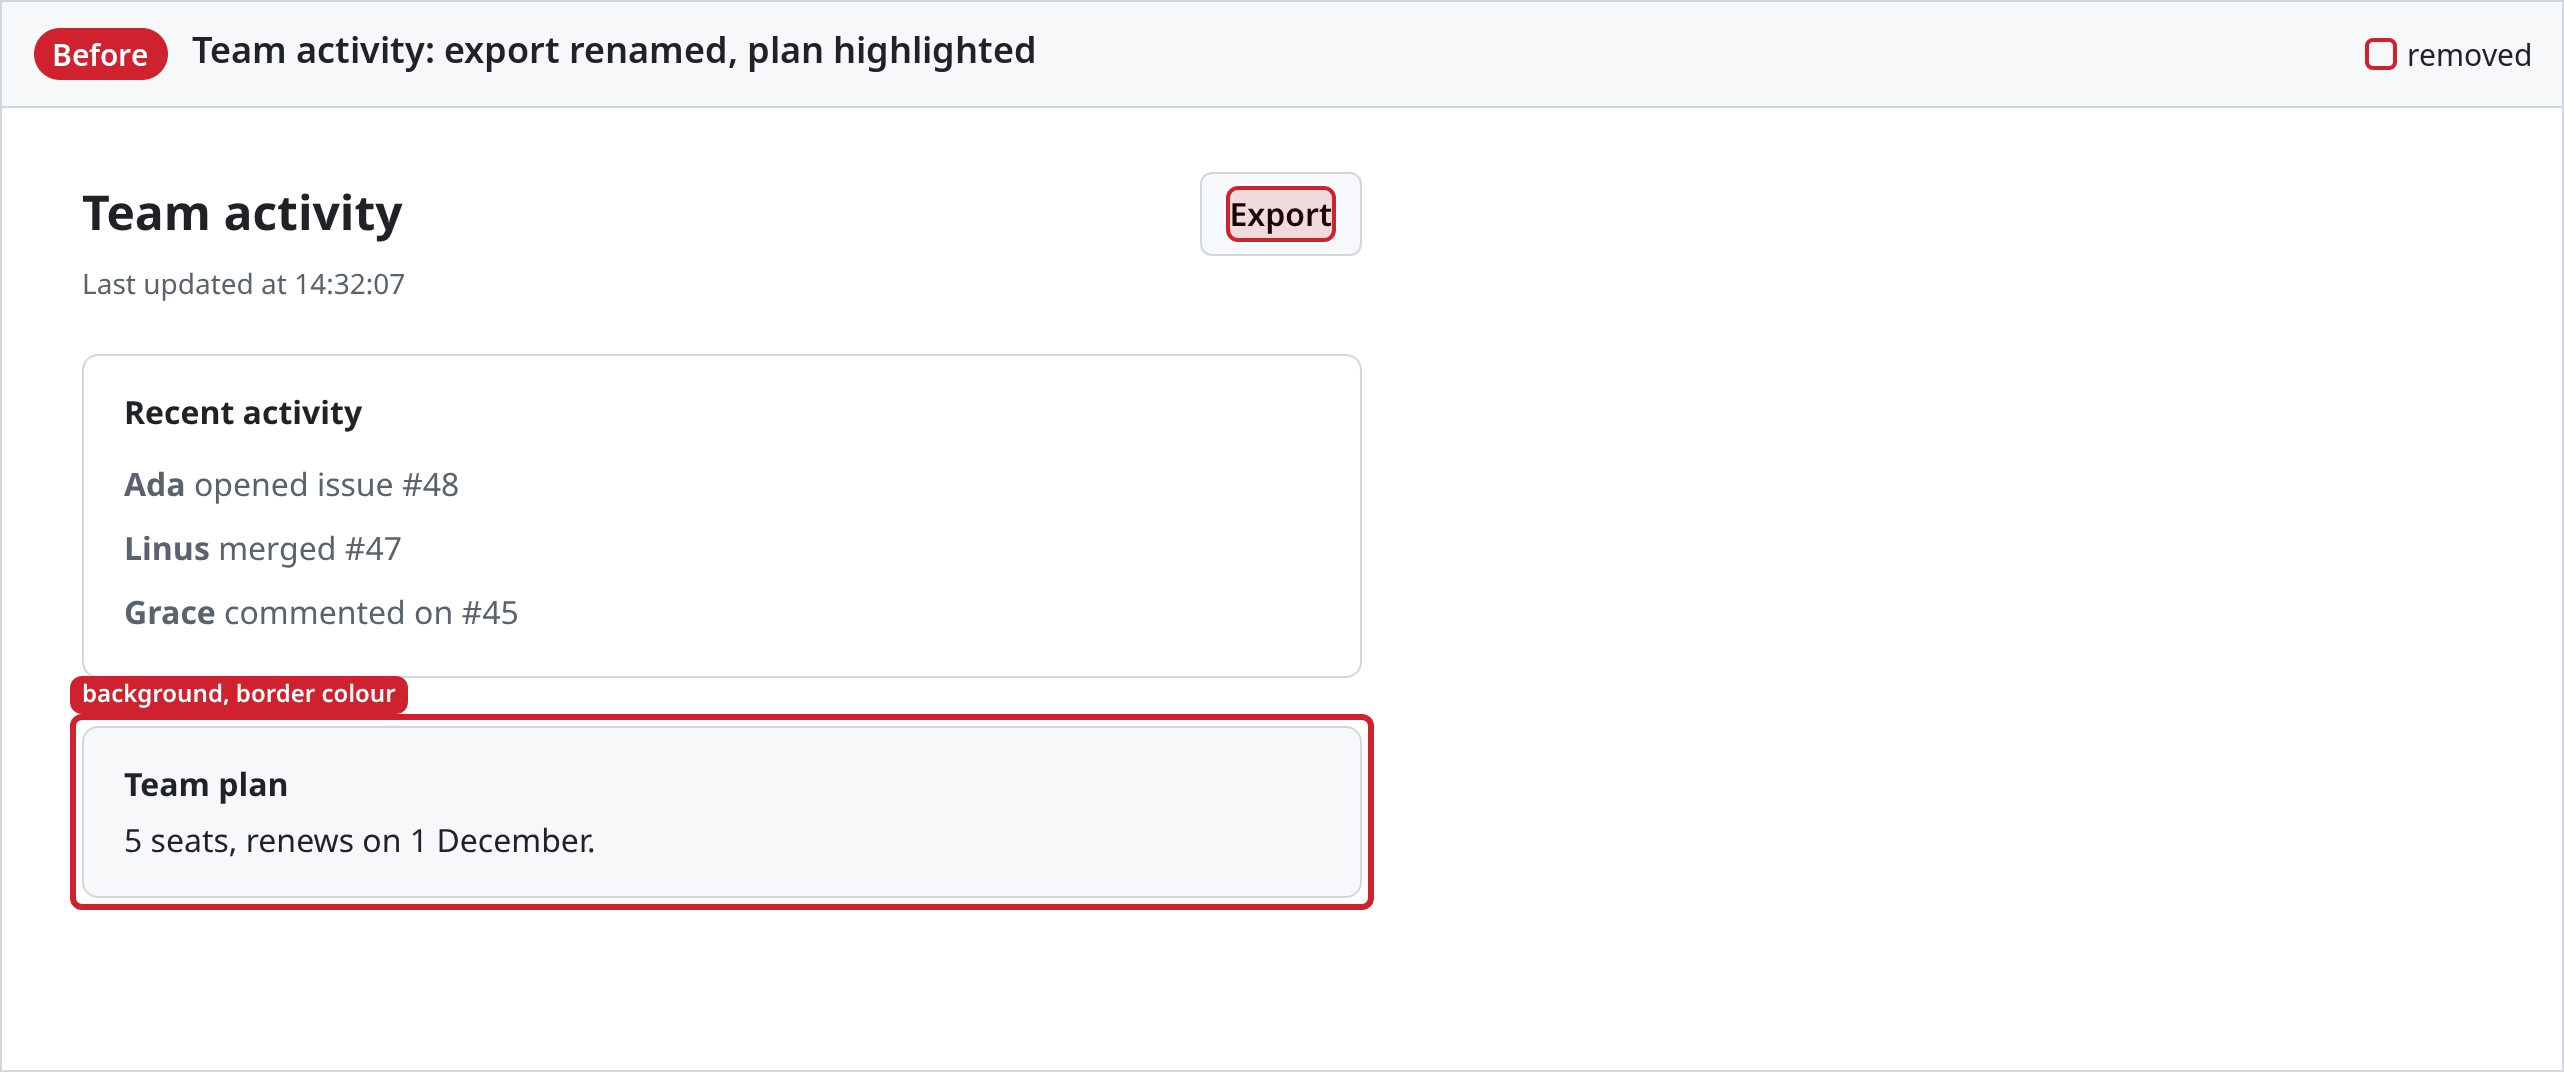 Before Team activity: export renamed, plan highlighted removed
Team activity Export
Last updated at 14:32:07
Recent activity
Ada opened issue #48
Linus merged #47
Grace commented on #45
background, border colour
Team plan
5 seats, renews on 1 December.